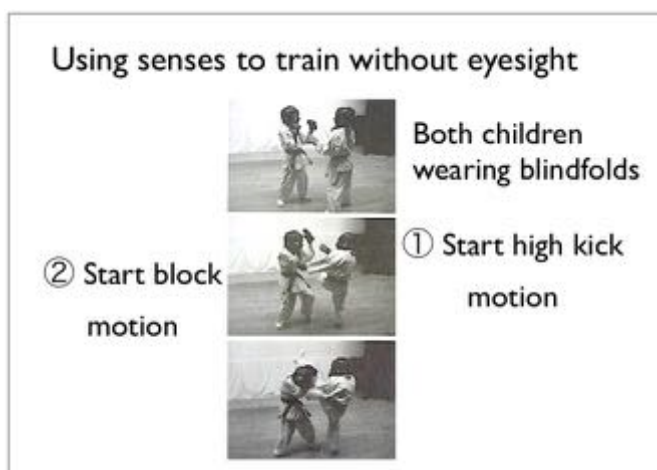 Using senses to train without eyesight
Both children
wearing blindfolds
① Start high kick
motion
② Start block
motion